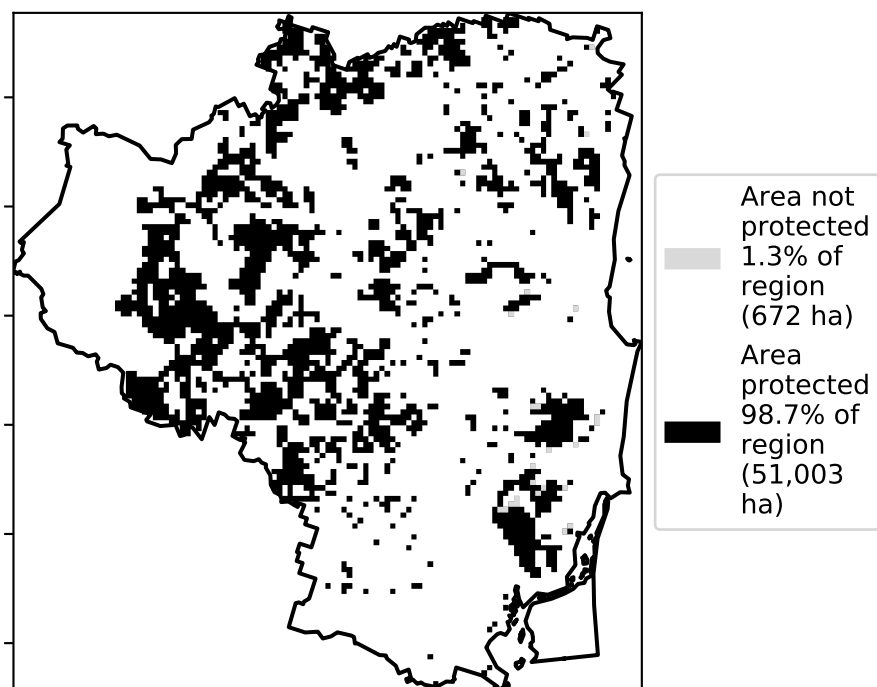 Area not
protected
1.3% of
region
(672 ha)
Area
protected
98.7% of
region
(51,003
ha)